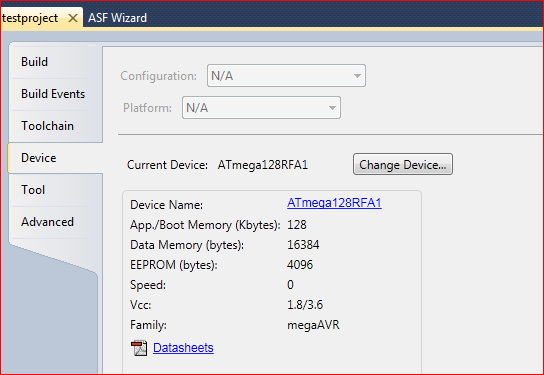 testproject ASF Wizard
Build
Build Events
Toolchain
Device
Tool
Advanced
Configuration: N/A
Platform: N/A
Current Device: ATmega128RFA1 Change Device...
Device Name: ATmega128RFA1
App./Boot Memory (Kbytes): 128
Data Memory (bytes): 16384
EEPROM (bytes): 4096
Speed: 0
Vcc: 1.8/3.6
Family: megaAVR
Datasheets